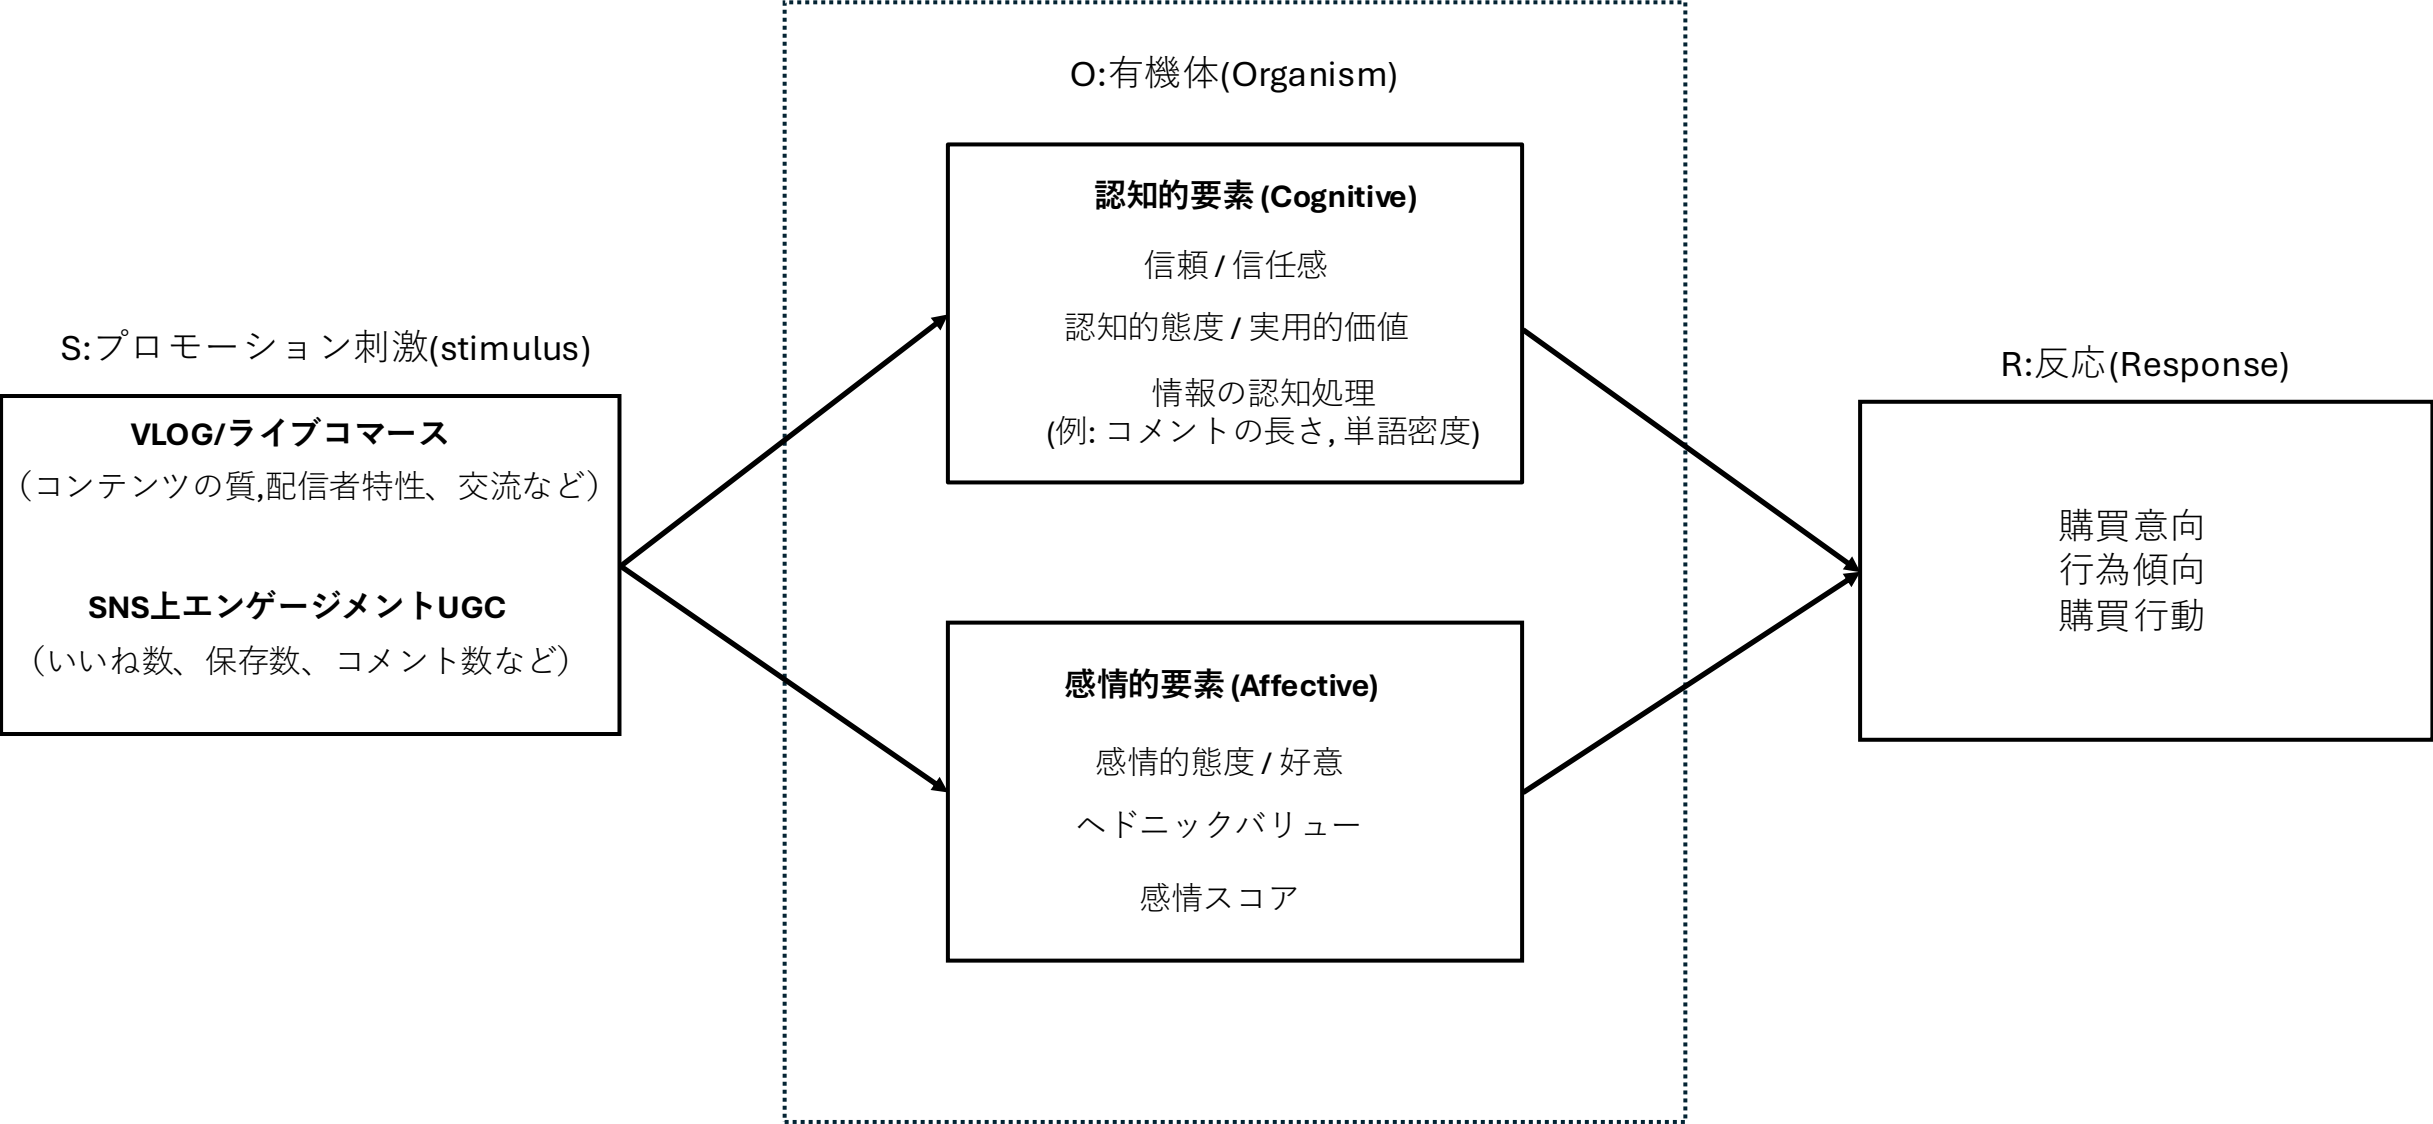 S:プロモーション刺激(stimulus)
VLOG/ライブコマース
（コンテンツの質,配信者特性、交流など）
SNS上エンゲージメントUGC
（いいね数、保存数、コメント数など）
O:有機体(Organism)
認知的要素 (Cognitive)
信頼 / 信任感
認知的態度 / 実用的価値
情報の認知処理
(例: コメントの長さ, 単語密度)
感情的要素 (Affective)
感情的態度 / 好意
ヘドニックバリュー
感情スコア
R:反応(Response)
購買意向
行為傾向
購買行動